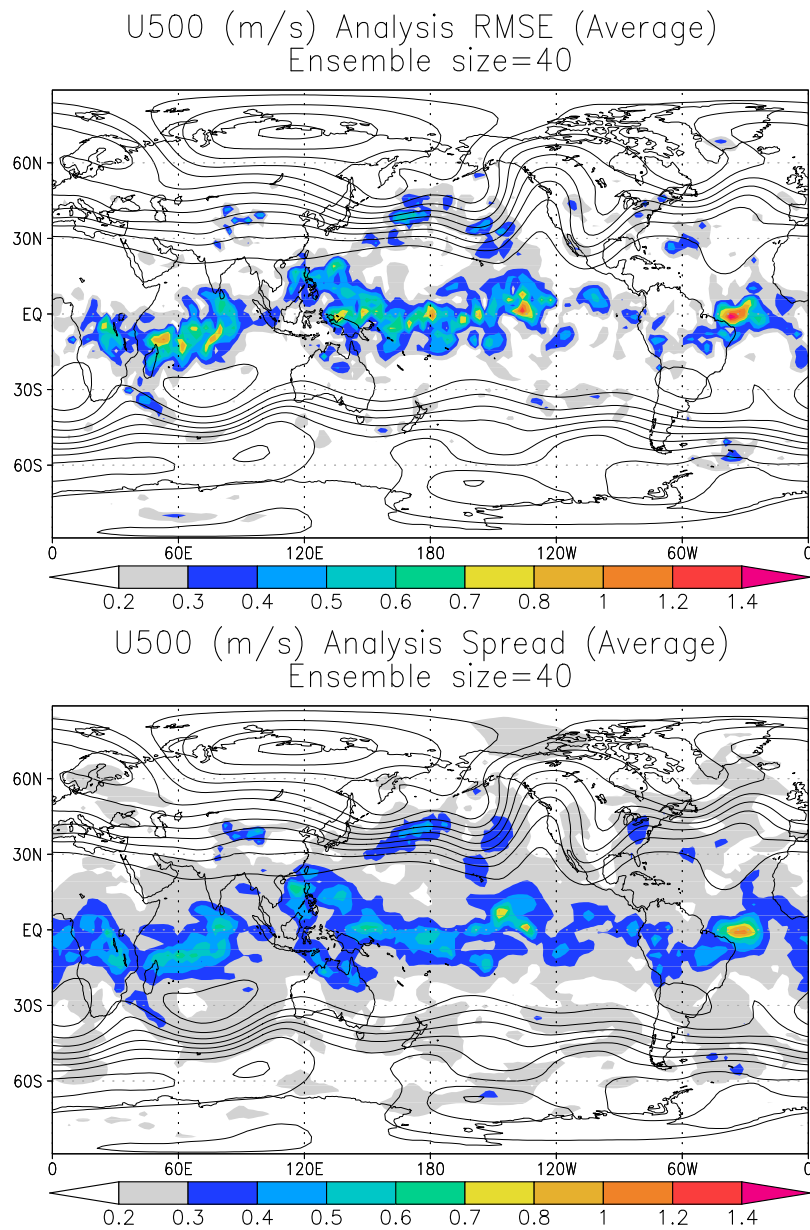 U500 (m/s) Analysis RMSE (Average)
Ensemble size=40
60N
30N
EQ
30S
60S
0 60E 120E 180 120W 60W 0
0.2 0.3 0.4 0.5 0.6 0.7 0.8 1 1.2 1.4
U500 (m/s) Analysis Spread (Average)
Ensemble size=40
60N
30N
EQ
30S
60S
0 60E 120E 180 120W 60W 0
0.2 0.3 0.4 0.5 0.6 0.7 0.8 1 1.2 1.4